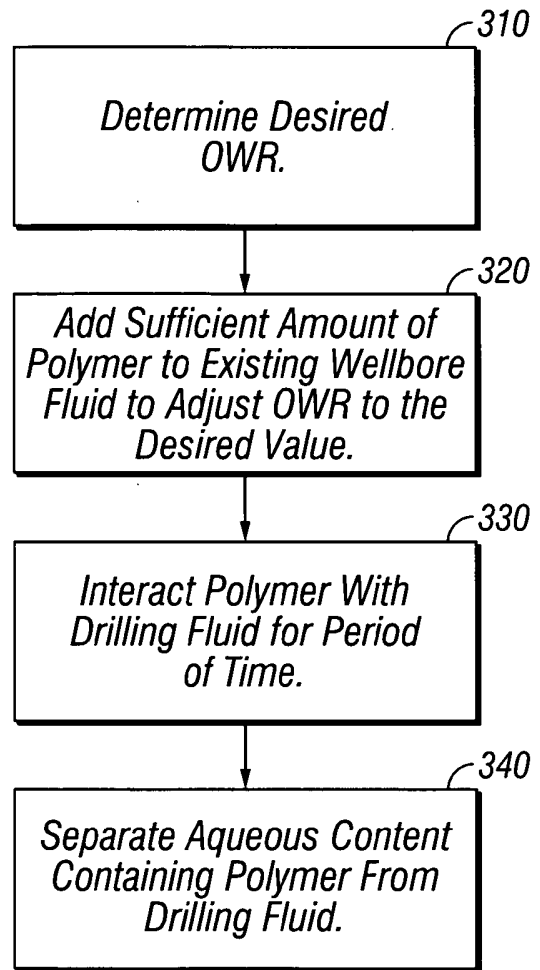 310
Determine Desired
OWR.
320
Add Sufficient Amount of
Polymer to Existing Wellbore
Fluid to Adjust OWR to the
Desired Value.
330
Interact Polymer With
Drilling Fluid for Period
of Time.
340
Separate Aqueous Content
Containing Polymer From
Drilling Fluid.